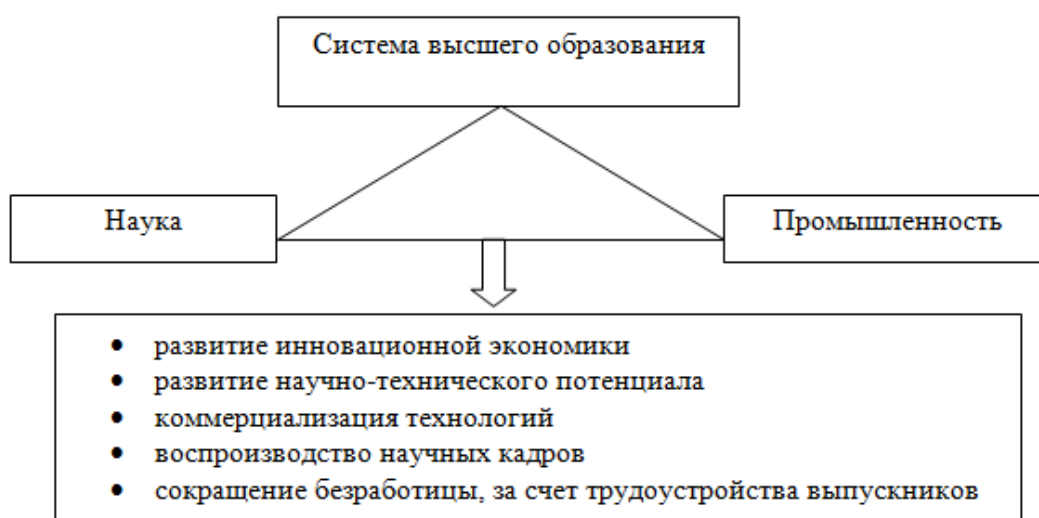 Система высшего образования
Наука
Промышленность
• развитие инновационной экономики
• развитие научно-технического потенциала
• коммерциализация технологий
• воспроизводство научных кадров
• сокращение безработицы, за счет трудоустройства выпускников